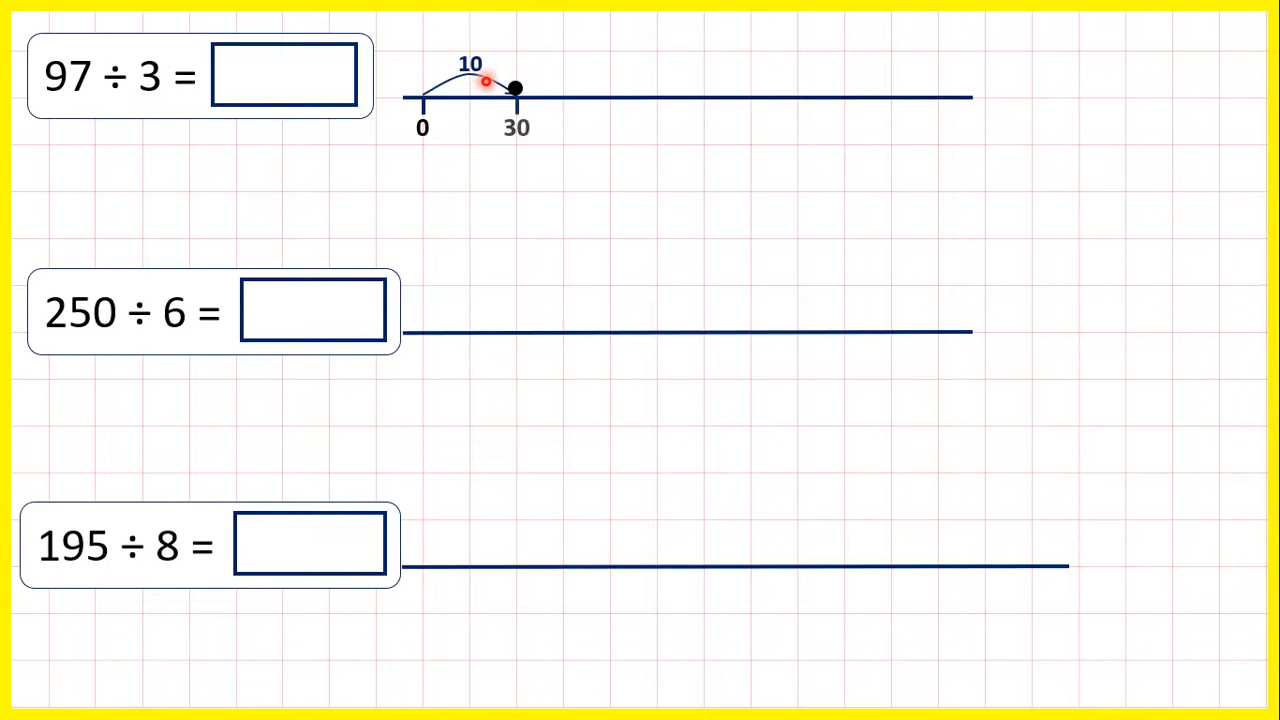 97 ÷ 3 =
10
0 30
250 ÷ 6 =
195 ÷ 8 =